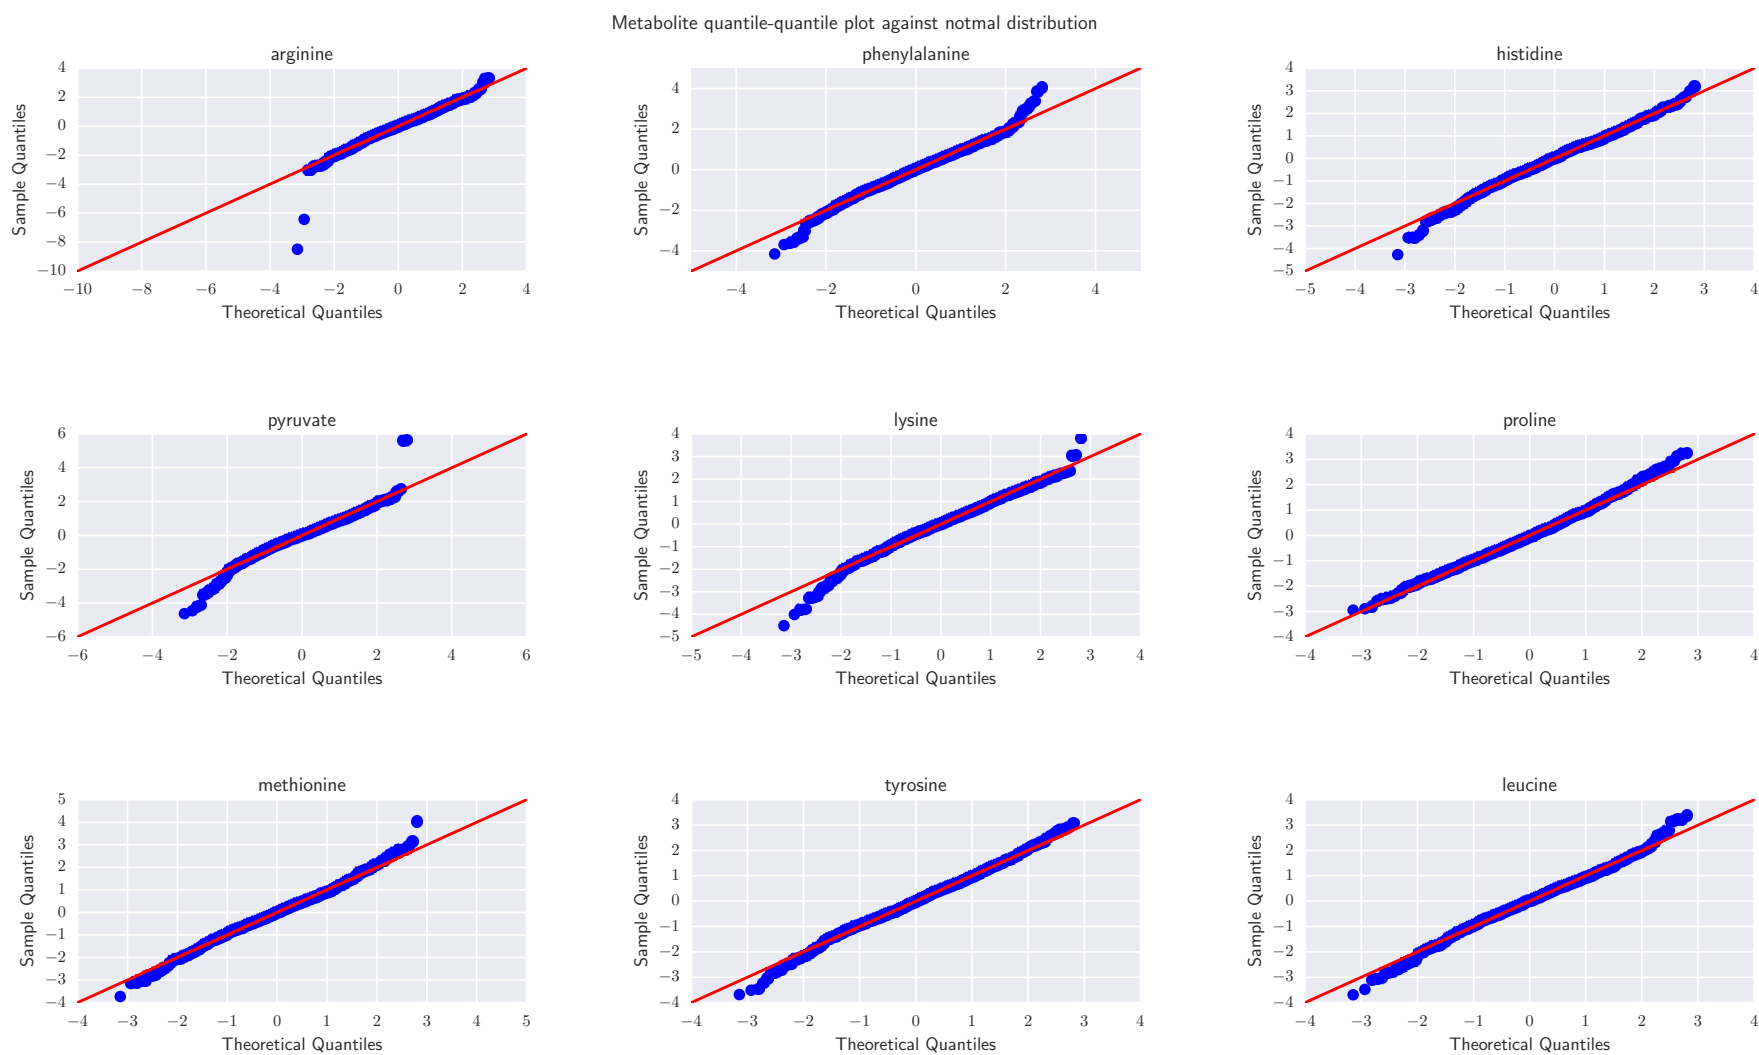 Metabolite quantile-quantile plot against notmal distribution
arginine
4
2
0
−2
−4
−6
−8
−10
Sample Quantiles
−10 −8 −6 −4 −2 0 2 4
Theoretical Quantiles
phenylalanine
4
2
0
−2
−4
Sample Quantiles
−4 −2 0 2 4
Theoretical Quantiles
histidine
4
3
2
1
0
−1
−2
−3
−4
−5
Sample Quantiles
−5 −4 −3 −2 −1 0 1 2 3 4
Theoretical Quantiles
pyruvate
6
4
2
0
−2
−4
−6
Sample Quantiles
−6 −4 −2 0 2 4 6
Theoretical Quantiles
lysine
4
3
2
1
0
−1
−2
−3
−4
−5
Sample Quantiles
−5 −4 −3 −2 −1 0 1 2 3 4
Theoretical Quantiles
proline
4
3
2
1
0
−1
−2
−3
−4
Sample Quantiles
−4 −3 −2 −1 0 1 2 3 4
Theoretical Quantiles
methionine
5
4
3
2
1
0
−1
−2
−3
−4
Sample Quantiles
−4 −3 −2 −1 0 1 2 3 4 5
Theoretical Quantiles
tyrosine
4
3
2
1
0
−1
−2
−3
−4
Sample Quantiles
−4 −3 −2 −1 0 1 2 3 4
Theoretical Quantiles
leucine
4
3
2
1
0
−1
−2
−3
−4
Sample Quantiles
−4 −3 −2 −1 0 1 2 3 4
Theoretical Quantiles